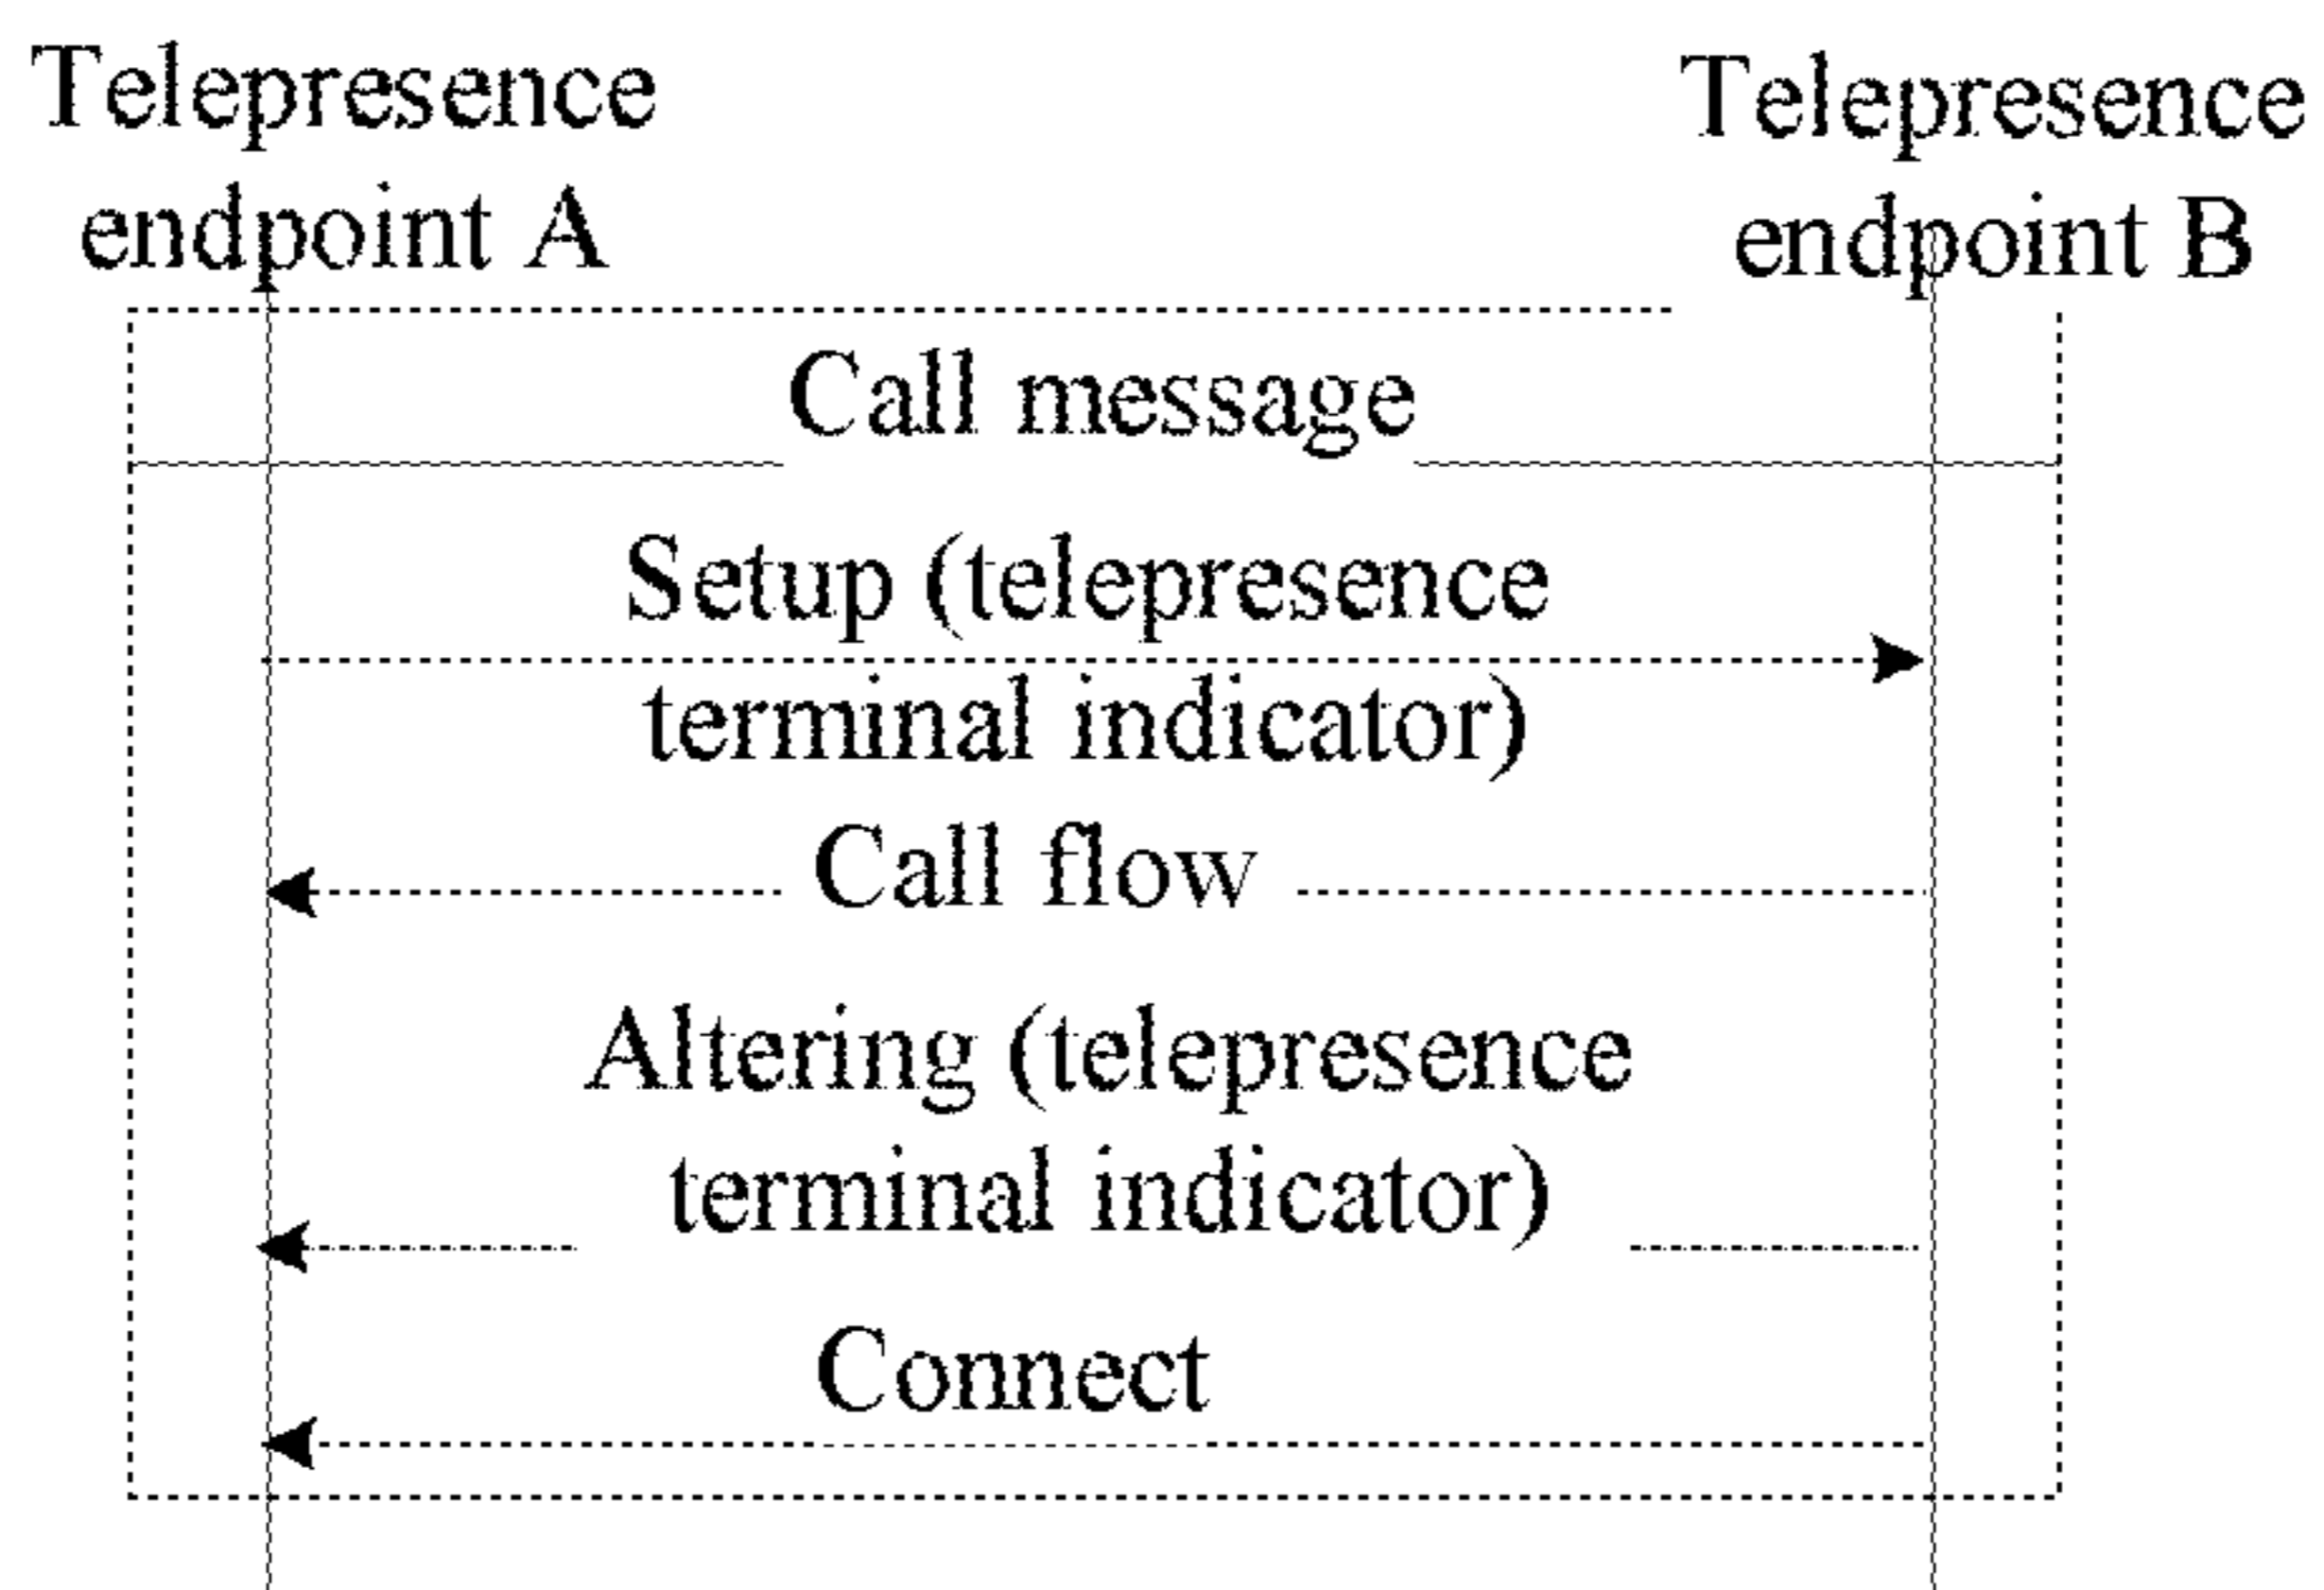 Telepresence
endpoint A
Telepresence
endpoint B
Call message
Setup (telepresence
terminal indicator)
Call flow
Altering (telepresence
terminal indicator)
Connect